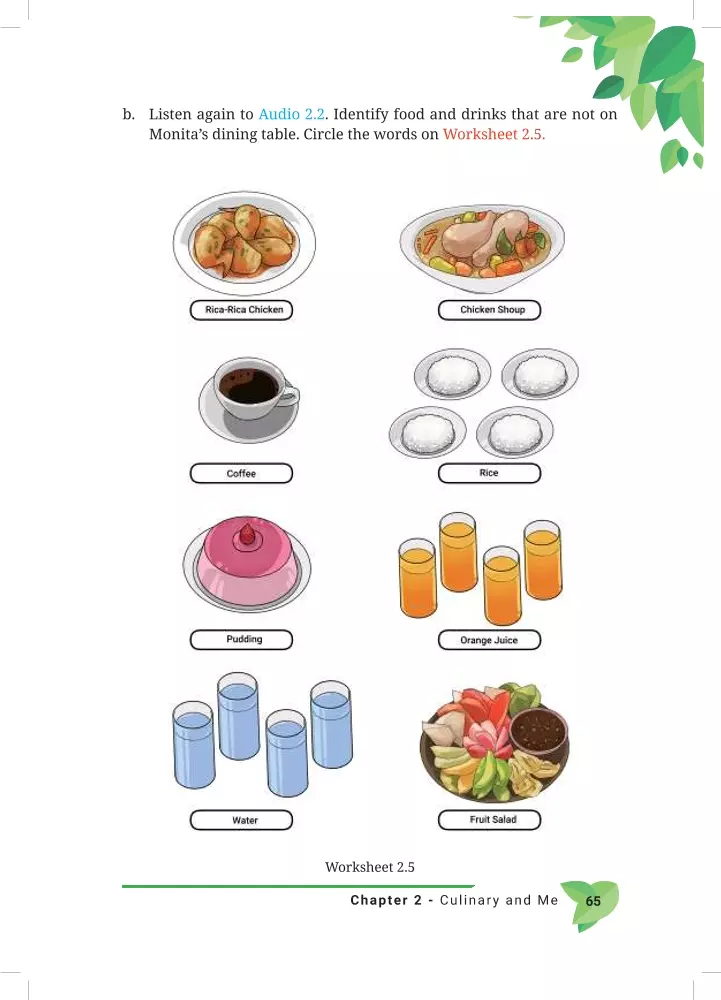 b. Listen again to Audio 2.2. Identify food and drinks that are not on
Monita's dining table. Circle the words on Worksheet 2.5.
Rica-Rica Chicken
Chicken Shoup
Coffee
Rice
Pudding
Orange Juice
Water
Fruit Salad
Worksheet 2.5
Chapter 2 - Culinary and Me 65